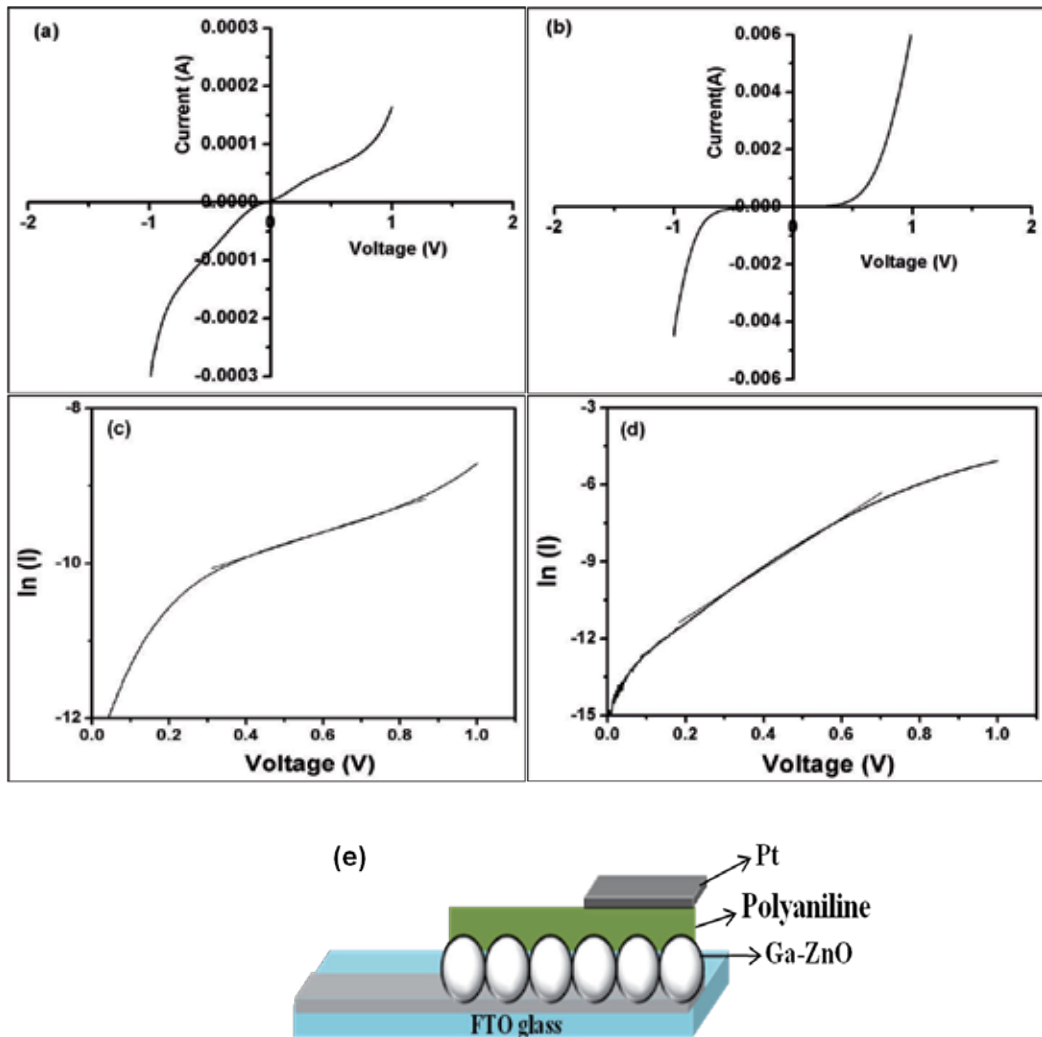 (a)
Current (A)
0.0003
0.0002
0.0001
0.0000
-0.0001
-0.0002
-0.0003
-2
-1
0
1
2
Voltage (V)
(b)
Current(A)
0.006
0.004
0.002
0.000
-0.002
-0.004
-0.006
-2
-1
0
1
2
Voltage (V)
(c)
ln (I)
-8
-10
-12
0.0 0.2 0.4 0.6 0.8 1.0
Voltage (V)
(d)
ln (I)
-3
-6
-9
-12
-15
0.0 0.2 0.4 0.6 0.8 1.0
Voltage (V)
(e)
Pt
Polyaniline
Ga-ZnO
FTO glass